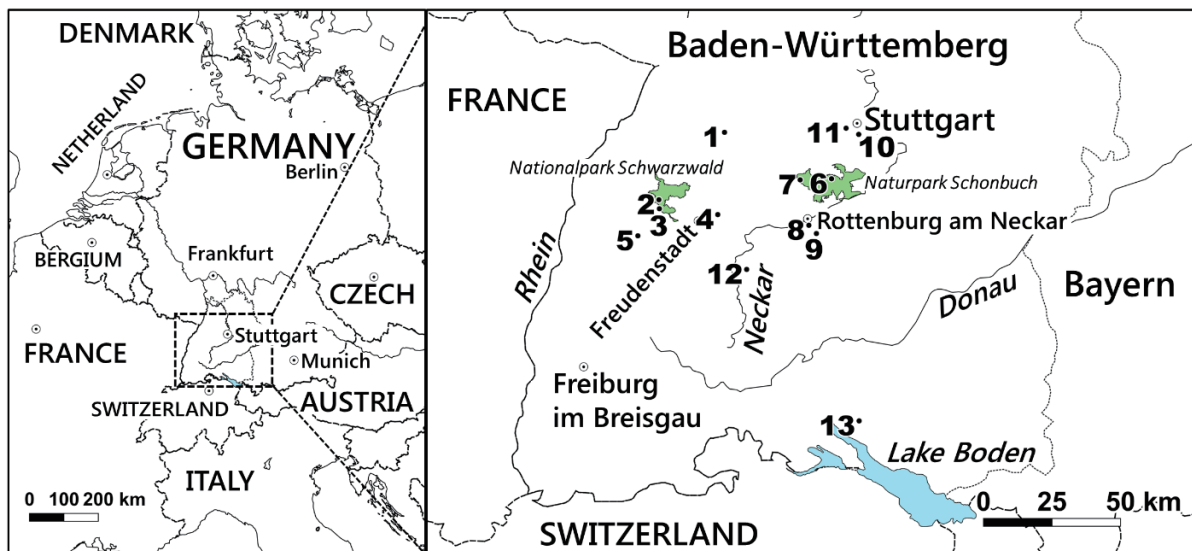 DENMARK
NETHERLAND
GERMANY
Berlin
BERGIUM
Frankfurt
CZECH
Stuttgart
FRANCE
Munich
SWITZERLAND
AUSTRIA
ITALY
0 100 200 km
Baden-Württemberg
FRANCE
1
11
Stuttgart
10
Nationalpark Schwarzwald
7
6
Naturpark Schonbuch
2
3
4
5
8
Rottenburg am Neckar
9
Freudenstadt
12
Rhein
Neckar
Donau
Bayern
Freiburg
im Breisgau
13
Lake Boden
0 25 50 km
SWITZERLAND